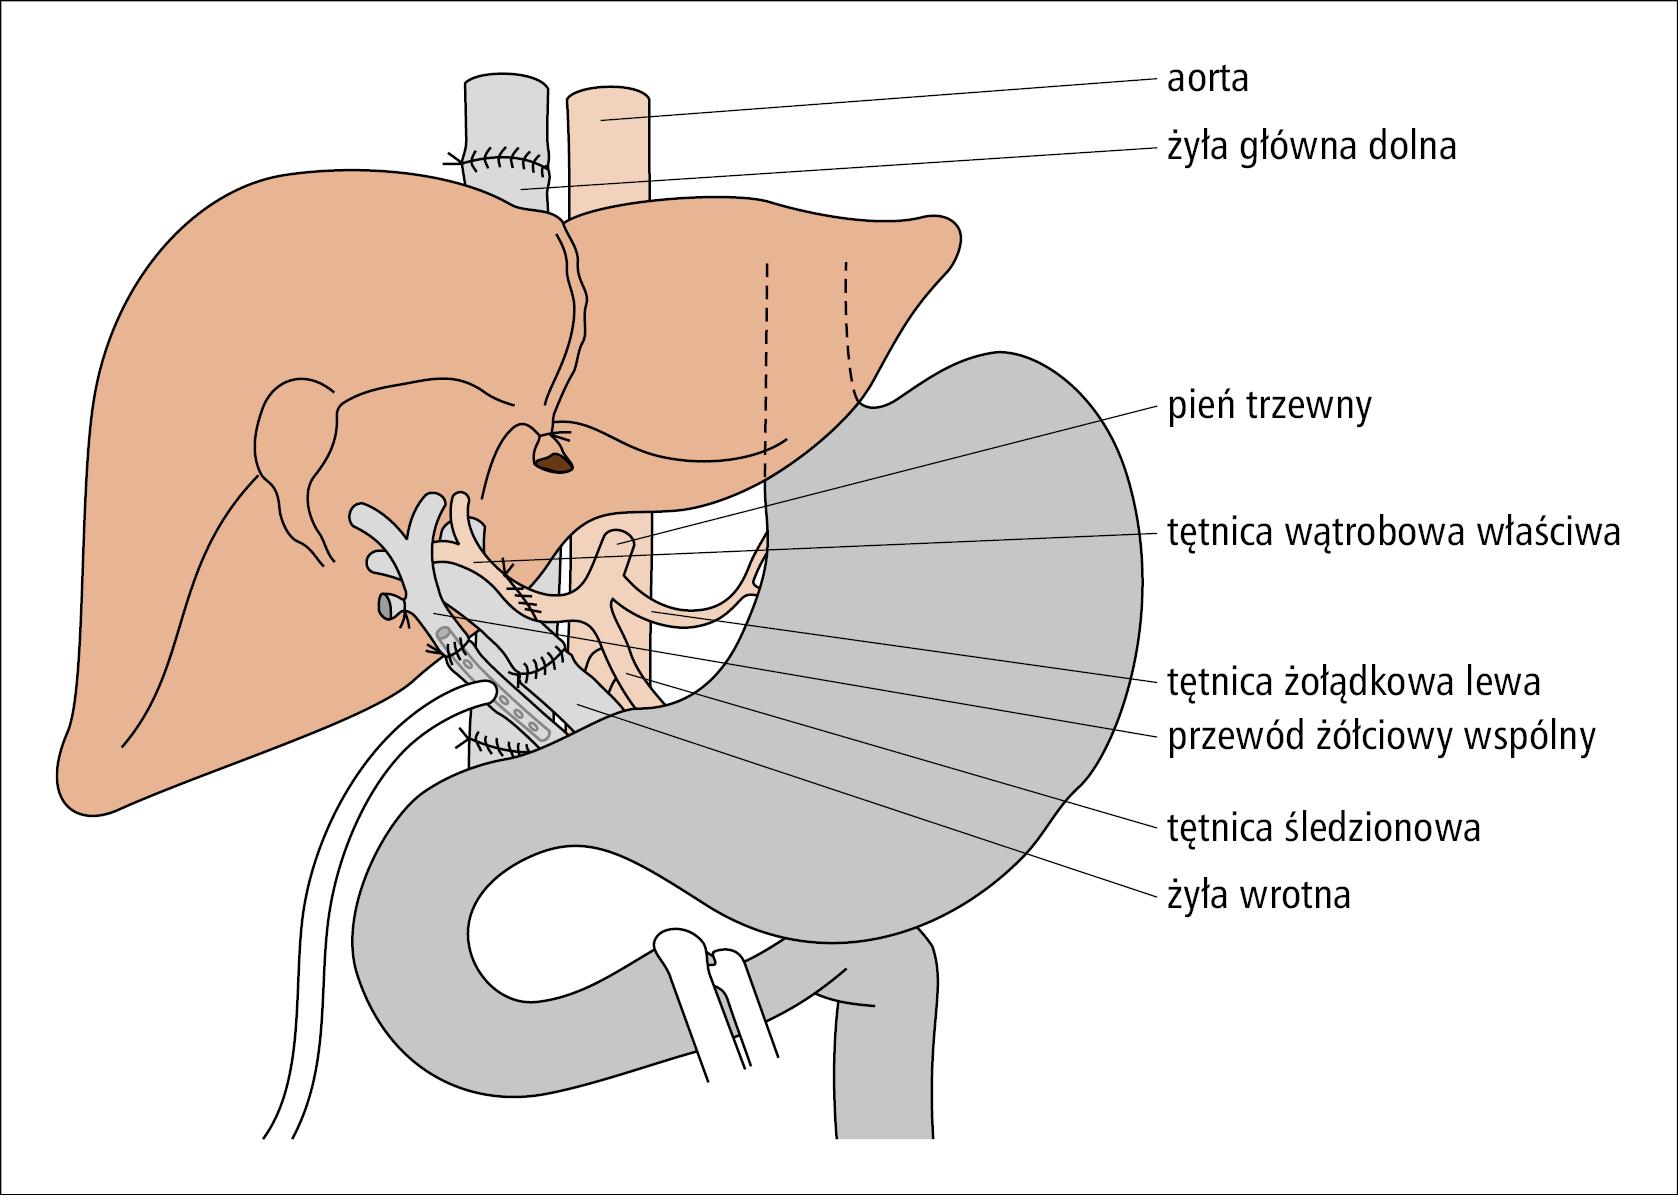 aorta
żyła główna dolna
pień trzewny
tętnica wątrobowa właściwa
tętnica żołądkowa lewa
przewód żółciowy wspólny
tętnica śledzionowa
żyła wrotna